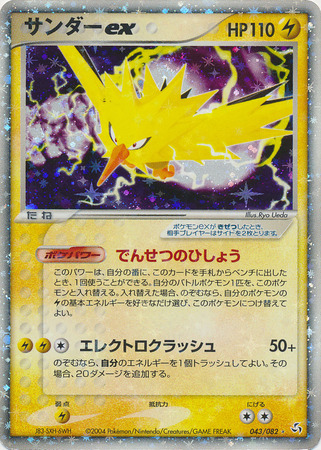 サンダーex HP110
たね
Illus.Ryo Ueda
ポケモンexがきぜつしたとき、
相手プレイヤーはサイドを2枚とります。
ポケパワー でんせつのひしょう
このパワーは、自分の番に、このカードを手札からベンチに出した
とき、1回使うことができる。自分のバトルポケモン1匹を、このポケモ
ンと入れ替える。入れ替えた場合、のぞむなら、自分のポケモン
の基本エネルギーを好きなだけ選び、このポケモンにつけ替えて
よい。
エレクトロクラッシュ 50+
のぞむなら、自分のエネルギーを1個トラッシュしてよい。その
場合、20ダメージを追加する。
弱点 抵抗力 にげる
©2004 Pokémon/Nintendo/Creatures/GAME FREAK 043/082